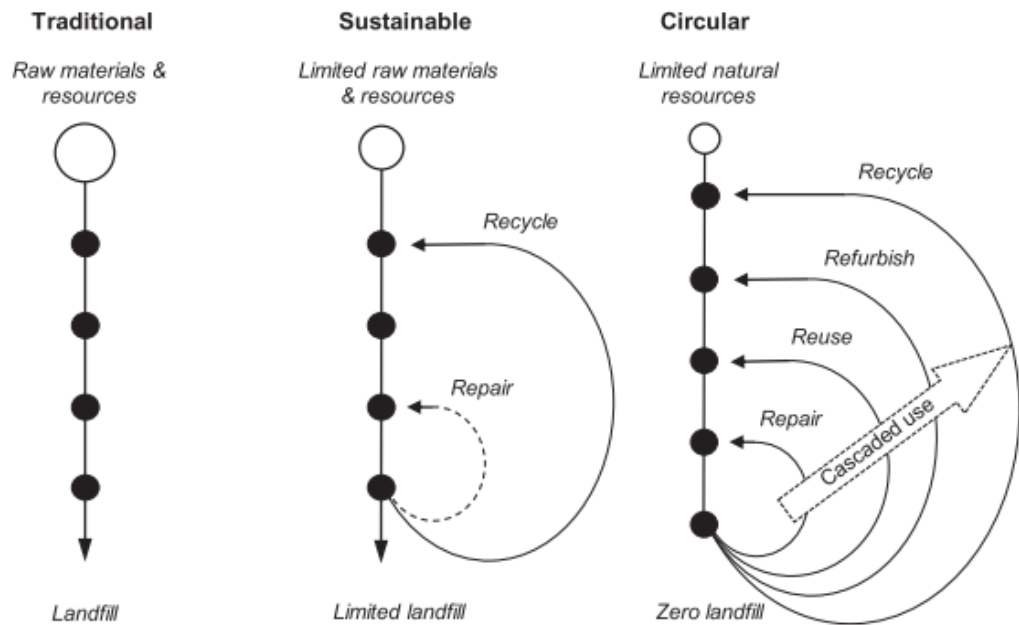 Traditional
Raw materials &
resources
Landfill
Sustainable
Limited raw materials
& resources
Recycle
Repair
Limited landfill
Circular
Limited natural
resources
Recycle
Refurbish
Reuse
Repair
Cascaded use
Zero landfill